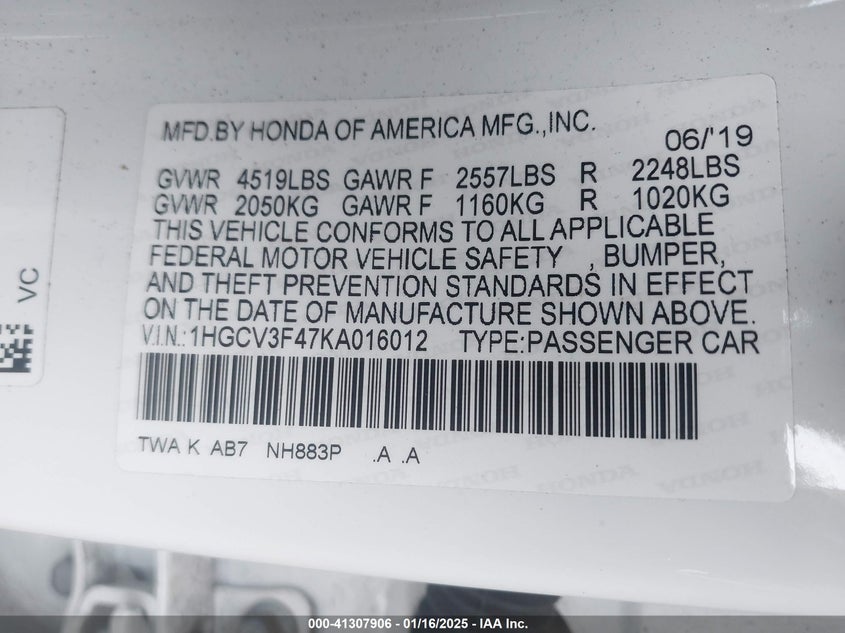 MFD.BY HONDA OF AMERICA MFG.,INC. 06/'19
GVWR 4519LBS GAWR F 2557LBS R 2248LBS
GVWR 2050KG GAWR F 1160KG R 1020KG
THIS VEHICLE CONFORMS TO ALL APPLICABLE
FEDERAL MOTOR VEHICLE SAFETY , BUMPER,
AND THEFT PREVENTION STANDARDS IN EFFECT
ON THE DATE OF MANUFACTURE SHOWN ABOVE.
V.I.N.:1HGCV3F47KA016012 TYPE:PASSENGER CAR
TWA K AB7 NH883P .A .A
VC
HONDA
000-41307906 - 01/16/2025 - IAA Inc.